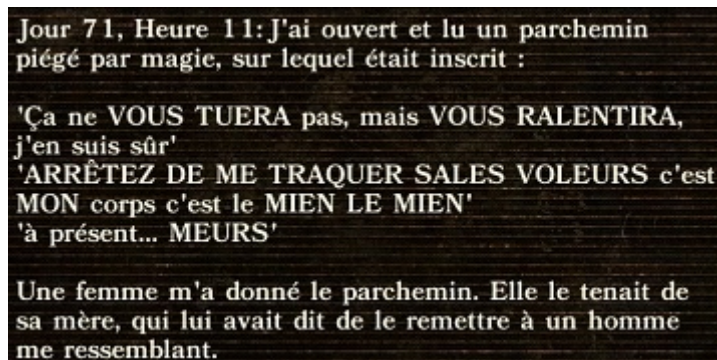 Jour 71, Heure 11: J'ai ouvert et lu un parchemin
piégé par magie, sur lequel était inscrit :
'Ça ne VOUS TUERA pas, mais VOUS RALENTIRA,
j'en suis sûr'
'ARRÊTEZ DE ME TRAQUER SALES VOLEURS c'est
MON corps c'est le MIEN LE MIEN'
'à présent... MEURS'
Une femme m'a donné le parchemin. Elle le tenait de
sa mère, qui lui avait dit de le remettre à un homme
me ressemblant.